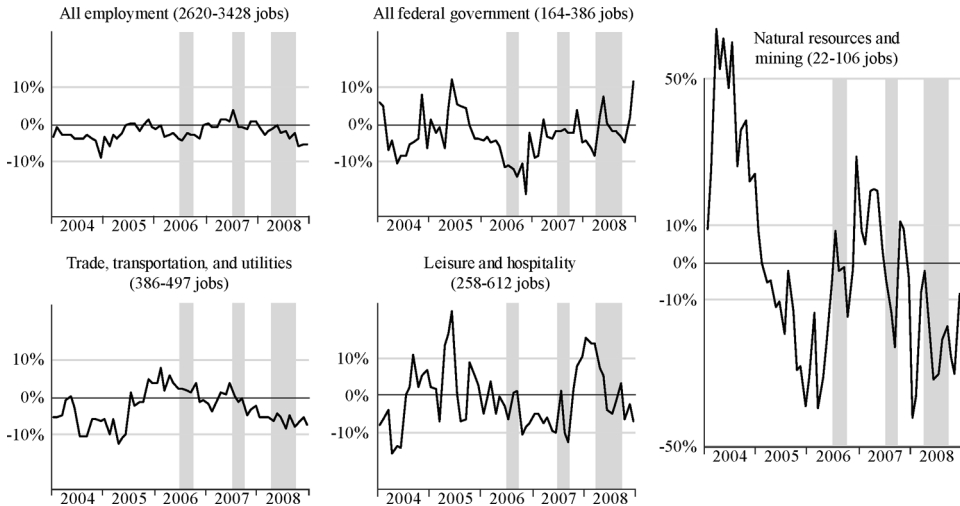 All employment (2620-3428 jobs)
10%
0%
-10%
2004 2005 2006 2007 2008
All federal government (164-386 jobs)
10%
0%
-10%
2004 2005 2006 2007 2008
Trade, transportation, and utilities
(386-497 jobs)
10%
0%
-10%
2004 2005 2006 2007 2008
Leisure and hospitality
(258-612 jobs)
10%
0%
-10%
2004 2005 2006 2007 2008
Natural resources and
mining (22-106 jobs)
50%
10%
0%
-10%
-50%
2004 2005 2006 2007 2008